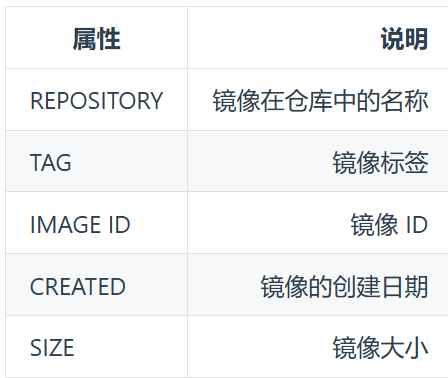 属性 说明
REPOSITORY 镜像在仓库中的名称
TAG 镜像标签
IMAGE ID 镜像 ID
CREATED 镜像的创建日期
SIZE 镜像大小